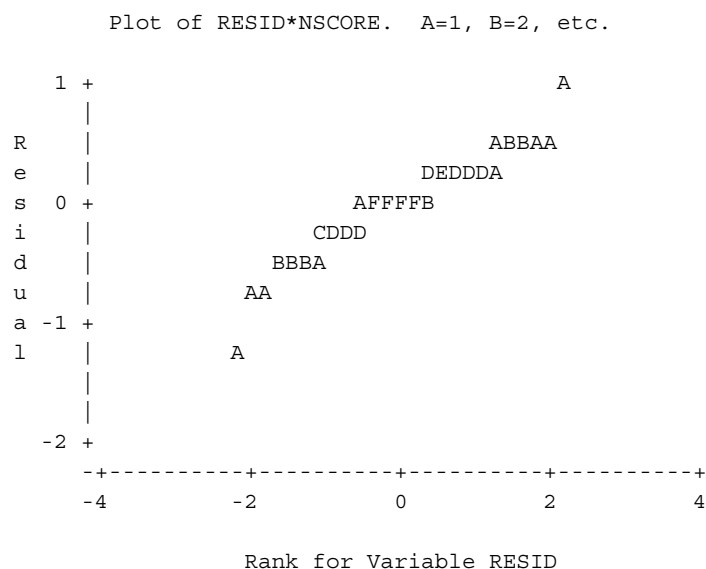 Plot of RESID*NSCORE.  A=1, B=2, etc.
1 +                                A
|
R      |                           ABBAA
e      |                      DEDDDA
s  0 +                  AFFFFB
i      |               CDDD
d      |            BBBA
u      |          AA
a -1 +
l      |         A
|
|
-2 +
-+---------+---------+---------+---------+
-4        -2         0         2         4
Rank for Variable RESID